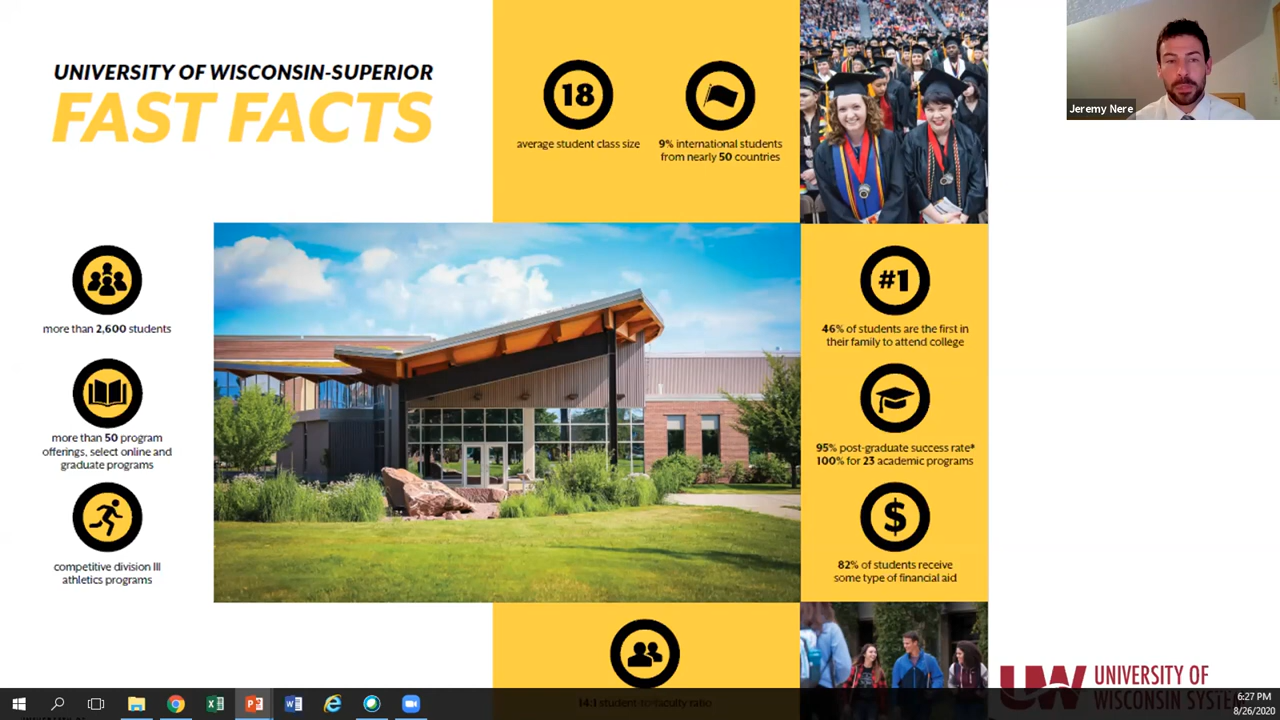 UNIVERSITY OF WISCONSIN-SUPERIOR
FAST FACTS
18
average student class size
9% international students
from nearly 50 countries
Jeremy Nere
more than 2,600 students
more than 50 program
offerings, select online and
graduate programs
competitive division III
athletics programs
#1
46% of students are the first in
their family to attend college
95% post-graduate success rate*
100% for 23 academic programs
$
82% of students receive
some type of financial aid
14:1 student-to-faculty ratio
UW
UNIVERSITY OF
WISCONSIN SYSTEM
6:27 PM
8/26/2020